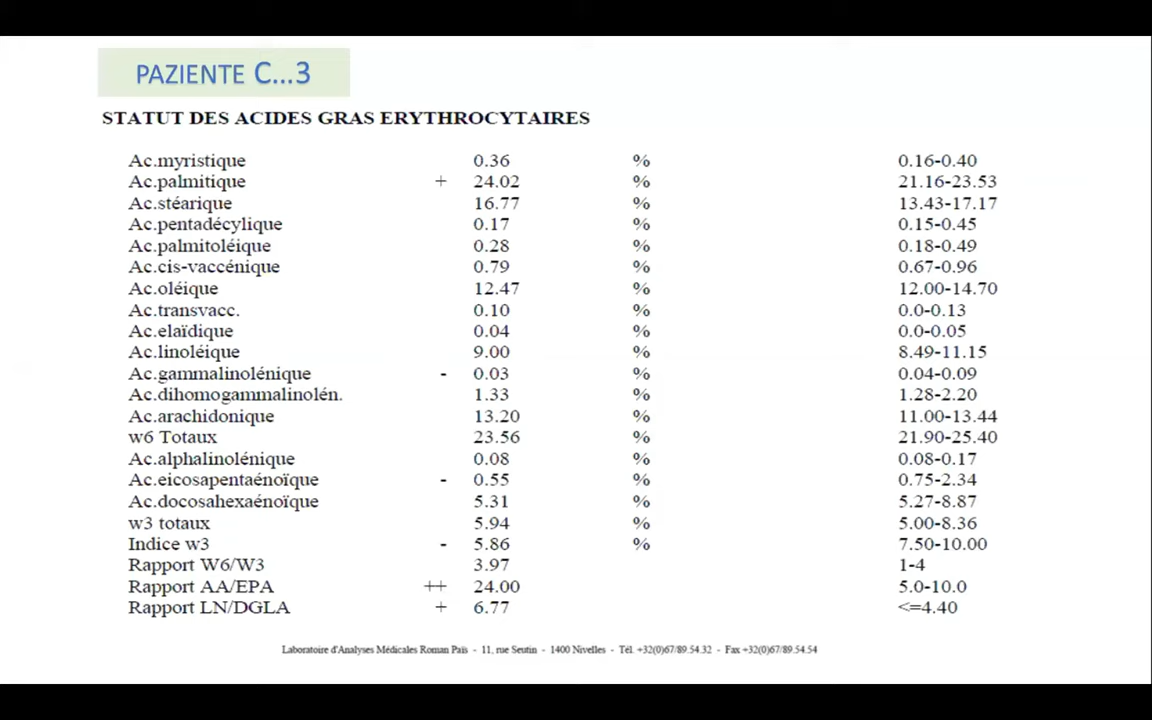 PAZIENTE C...3
STATUT DES ACIDES GRAS ERYTHROCYTAIRES
Ac.myristique 0.36 % 0.16-0.40
Ac.palmitique + 24.02 % 21.16-23.53
Ac.stéarique 16.77 % 13.43-17.17
Ac.pentadécylique 0.17 % 0.15-0.45
Ac.palmitoléique 0.28 % 0.18-0.49
Ac.cis-vaccénique 0.79 % 0.67-0.96
Ac.oléique 12.47 % 12.00-14.70
Ac.transvacc. 0.10 % 0.0-0.13
Ac.elaïdique 0.04 % 0.0-0.05
Ac.linoléique 9.00 % 8.49-11.15
Ac.gammalinolénique - 0.03 % 0.04-0.09
Ac.dihomogammalinolén. 1.33 % 1.28-2.20
Ac.arachidonique 13.20 % 11.00-13.44
w6 Totaux 23.56 % 21.90-25.40
Ac.alphalinolénique 0.08 % 0.08-0.17
Ac.eicosapentaénoïque - 0.55 % 0.75-2.34
Ac.docosahexaénoïque 5.31 % 5.27-8.87
w3 totaux 5.94 % 5.00-8.36
Indice w3 - 5.86 % 7.50-10.00
Rapport W6/W3 3.97 1-4
Rapport AA/EPA ++ 24.00 5.0-10.0
Rapport LN/DGLA + 6.77 <=4.40
Laboratoire d'Analyses Médicales Roman Païs - 11, rue Seutin - 1400 Nivelles - Tél. +32(0)67/89.54.32 - Fax +32(0)67/89.54.54